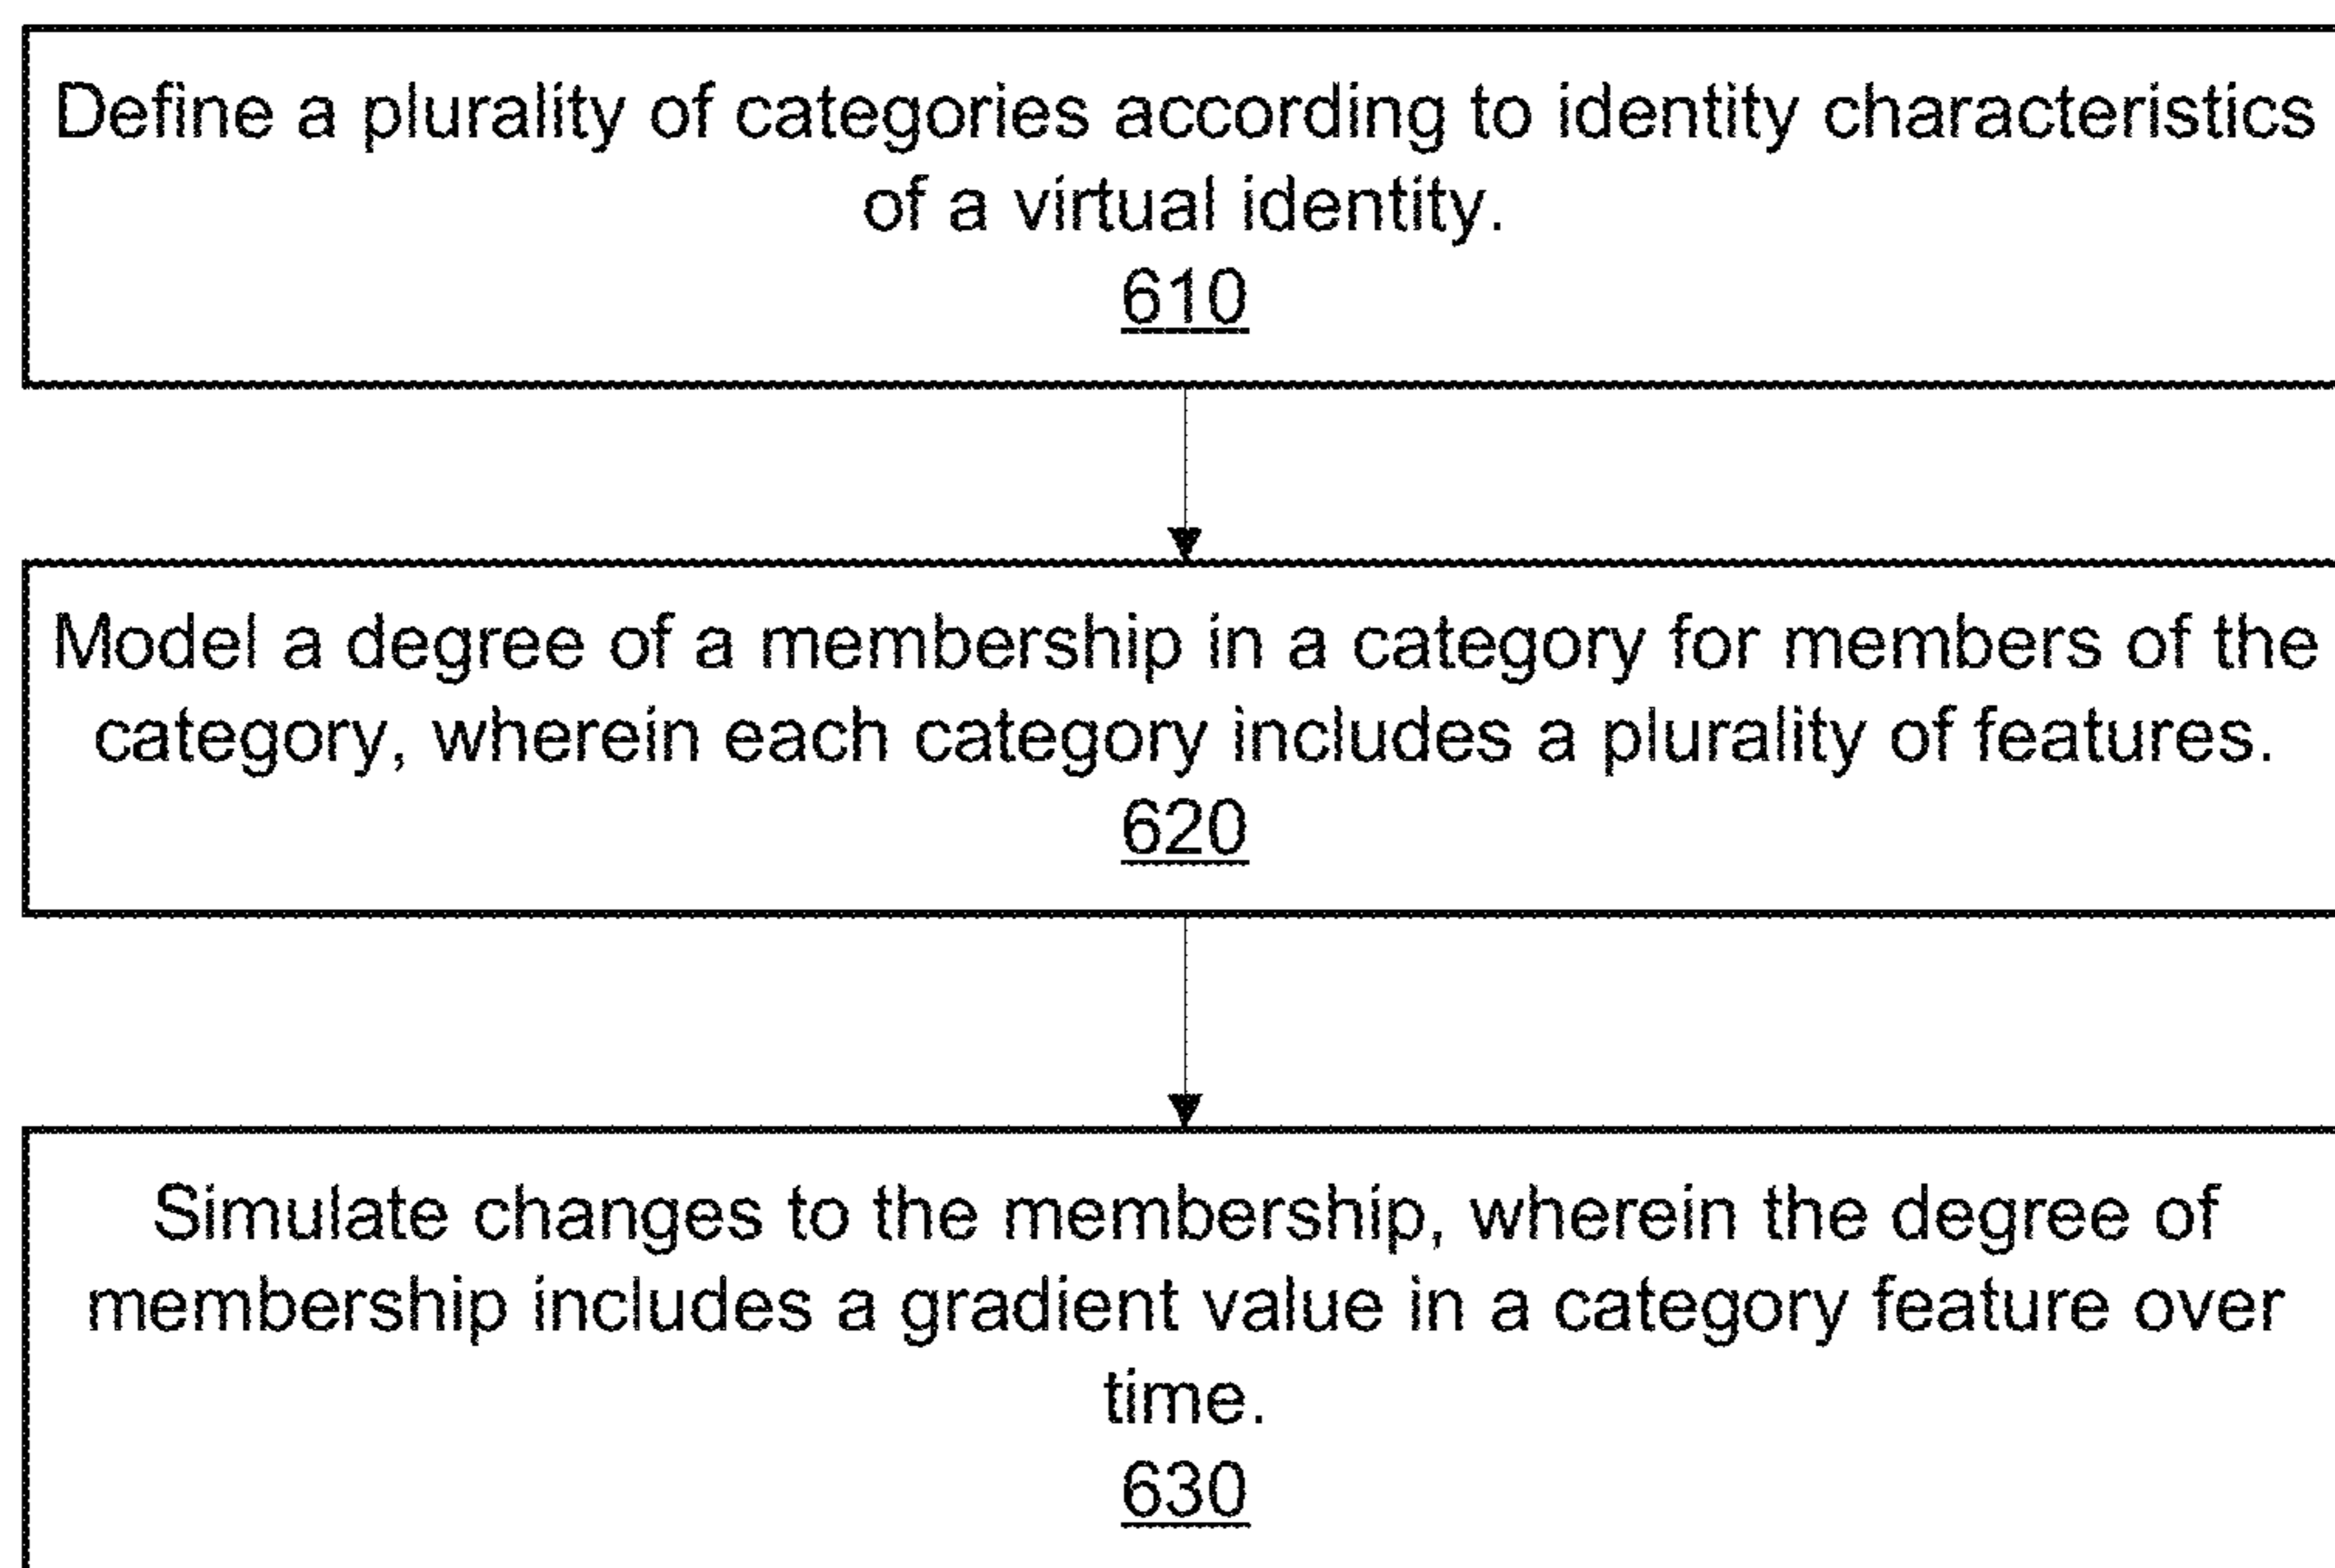 Define a plurality of categories according to identity characteristics
of a virtual identity.
610
Model a degree of a membership in a category for members of the
category, wherein each category includes a plurality of features.
620
Simulate changes to the membership, wherein the degree of
membership includes a gradient value in a category feature over
time.
630